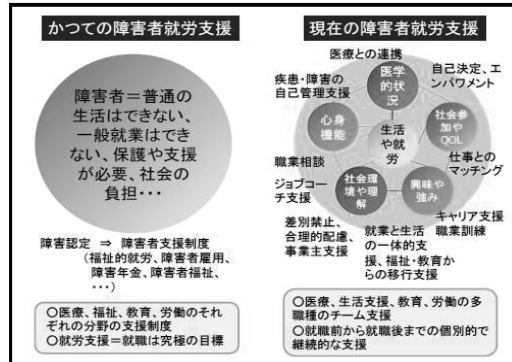 かつての障害者就労支援
障害者＝普通の
生活はできない、
一般就業はでき
ない、保護や支援
が必要、社会の
負担・・・
障害認定 ⇒ 障害者支援制度
(福祉的就労、障害者雇用、
障害年金、障害者福祉、
・・・)
〇医療、福祉、教育、労働のそれ
ぞれの分野の支援制度
〇就労支援＝就職は究極の目標
現在の障害者就労支援
医療との連携
疾患・障害の
自己管理支援
医学
的状
況
自己決定、エ
ンパワメント
心身
機能
生活
や就
労
社会参
加や
QOL
仕事との
マッチング
職業相談
ジョブコー
チ支援
社会環
境や理
解
興味や
強み
キャリア支援
職業訓練
差別禁止、
合理的配慮、
事業主支援
就業と生活
の一体的支
援、福祉・教育か
らの移行支援
〇医療、生活支援、教育、労働の多
職種のチーム支援
〇就職前から就職後までの個別的で
継続的な支援